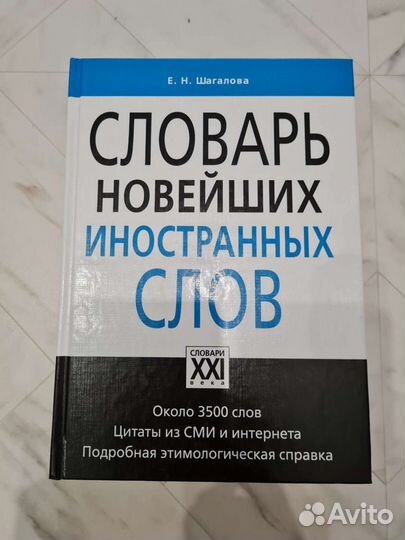 Е. Н. Шагалова
СЛОВАРЬ
НОВЕЙШИХ
ИНОСТРАННЫХ
СЛОВ
СЛОВАРИ
XXI
века
Около 3500 слов
Цитаты из СМИ и интернета
Подробная этимологическая справка
Avito